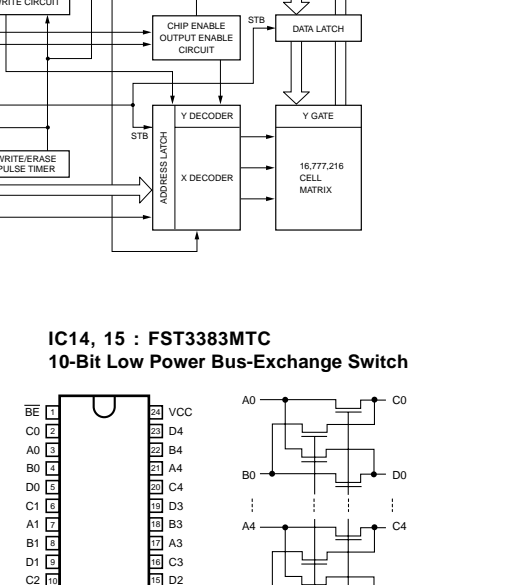 WRITE CIRCUIT
CHIP ENABLE
OUTPUT ENABLE
CIRCUIT
STB
DATA LATCH
STB
ADDRESS LATCH
Y DECODER
X DECODER
Y GATE
16,777,216
CELL
MATRIX
WRITE/ERASE
PULSE TIMER
IC14, 15 : FST3383MTC
10-Bit Low Power Bus-Exchange Switch
BE 1
C0 2
A0 3
B0 4
D0 5
C1 6
A1 7
B1 8
D1 9
C2 10
24 VCC
23 D4
22 B4
21 A4
20 C4
19 D3
18 B3
17 A3
16 C3
15 D2
A0 C0
B0 D0
A4 C4